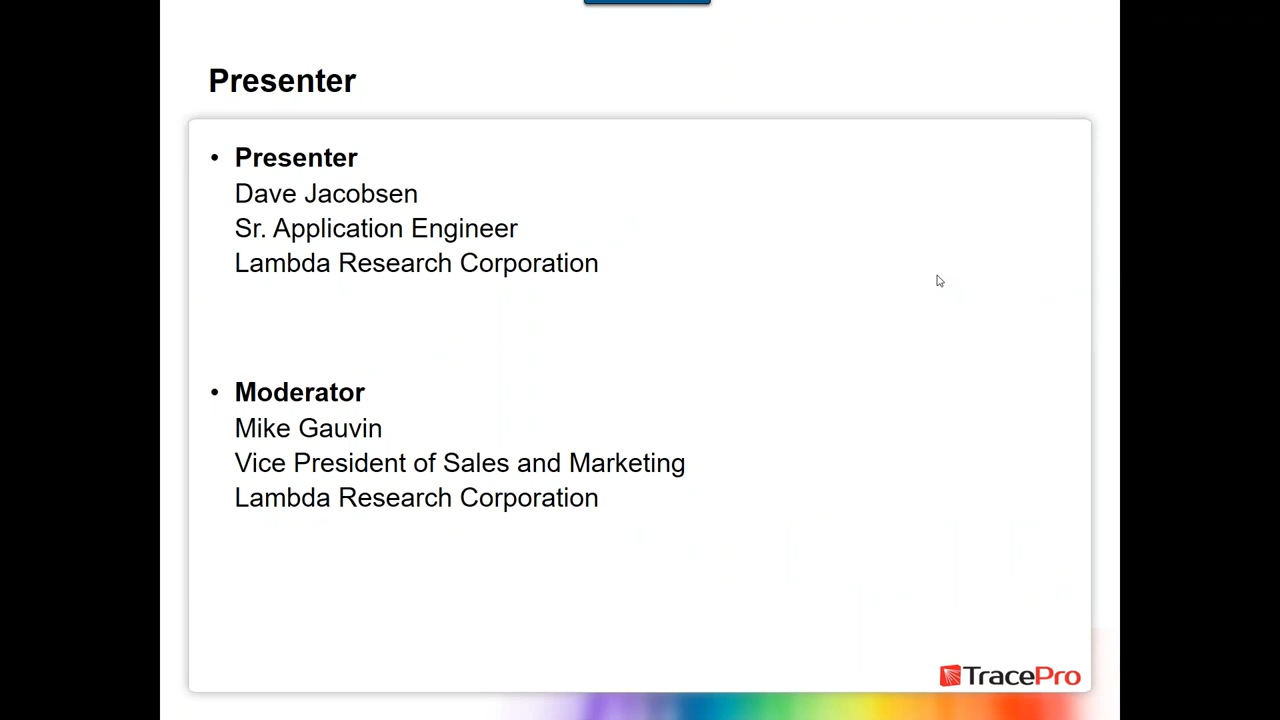 Presenter
• Presenter
Dave Jacobsen
Sr. Application Engineer
Lambda Research Corporation
• Moderator
Mike Gauvin
Vice President of Sales and Marketing
Lambda Research Corporation
TracePro